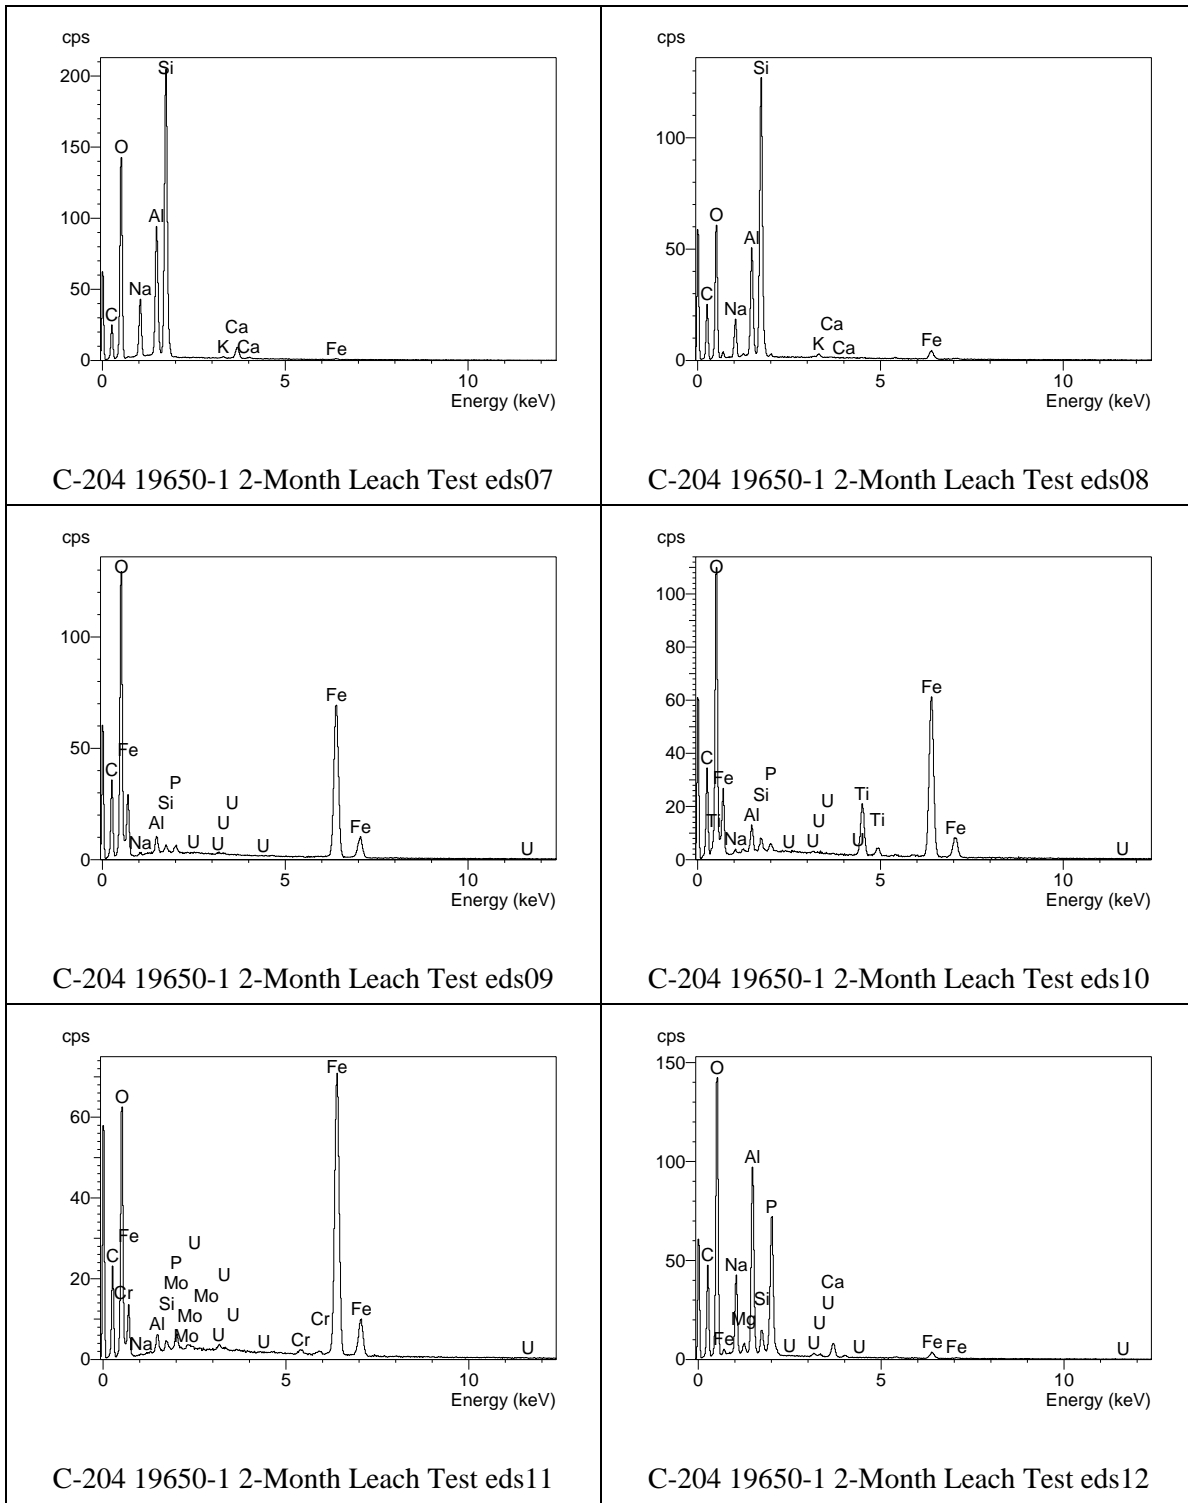 cps
200
150
100
50
0
Si
O
Al
Na
C
Ca
K Ca
Fe
0 5 10
Energy (keV)
C-204 19650-1 2-Month Leach Test eds07
cps
100
50
0
Si
O
Al
C
Na
Ca
K
Ca
Fe
0 5 10
Energy (keV)
C-204 19650-1 2-Month Leach Test eds08
cps
100
50
0
O
Fe
Fe
C
P
Si
Al
Na
U
U
U U U
Fe
U
0 5 10
Energy (keV)
C-204 19650-1 2-Month Leach Test eds09
cps
100
80
60
40
20
0
O
Fe
C
Fe
Ti
P
Si
Al
Na
U
U
U U U
Ti
Ti
Fe
U
0 5 10
Energy (keV)
C-204 19650-1 2-Month Leach Test eds10
cps
60
40
20
0
Fe
O
Fe
U
C
P
U
Mo
Cr
Mo
Si
Mo
U
Al
Cr
Fe
Na
Mo
U
U
Cr
U
0 5 10
Energy (keV)
C-204 19650-1 2-Month Leach Test eds11
cps
150
100
50
0
O
Al
P
C
Na
Ca
Si
U
Mg
U
Fe
U U U
Fe Fe
U
0 5 10
Energy (keV)
C-204 19650-1 2-Month Leach Test eds12